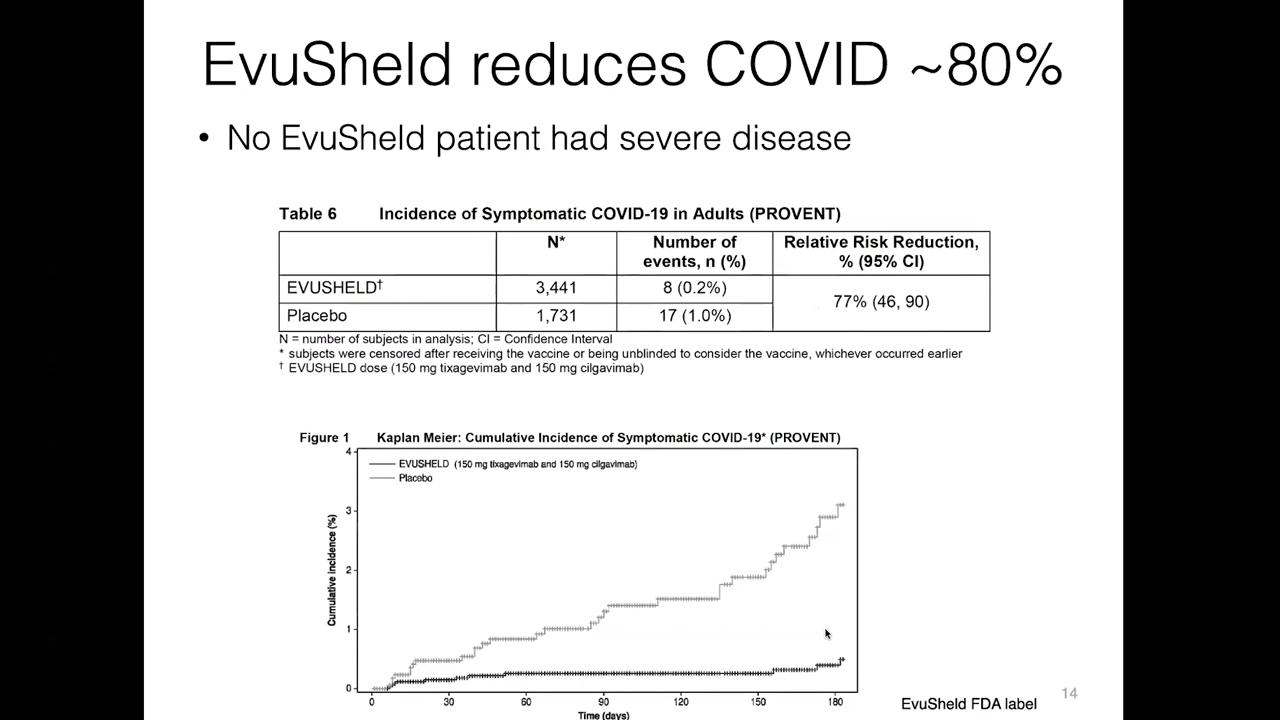 EvuSheld reduces COVID ~80%
• No EvuSheld patient had severe disease
Table 6 Incidence of Symptomatic COVID-19 in Adults (PROVENT)
N* Number of events, n (%) Relative Risk Reduction, % (95% CI)
EVUSHELD† 3,441 8 (0.2%) 77% (46, 90)
Placebo 1,731 17 (1.0%)
N = number of subjects in analysis; CI = Confidence Interval
* subjects were censored after receiving the vaccine or being unblinded to consider the vaccine, whichever occurred earlier
† EVUSHELD dose (150 mg tixagevimab and 150 mg cilgavimab)
Figure 1 Kaplan Meier: Cumulative Incidence of Symptomatic COVID-19* (PROVENT)
EVUSHELD (150 mg tixagevimab and 150 mg cilgavimab)
Placebo
Cumulative incidence (%)
4
3
2
1
0
0 30 60 90 120 150 180
Time (days)
EvuSheld FDA label
14